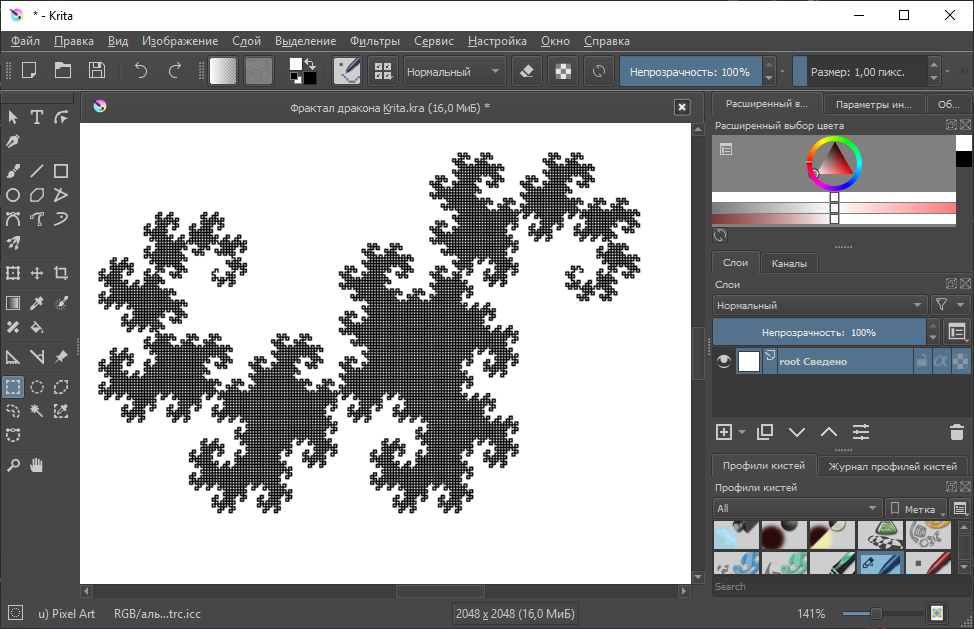 * - Krita
Файл Правка Вид Изображение Слой Выделение Фильтры Сервис Настройка Окно Справка
Нормальный Непрозрачность: 100% Размер: 1,00 пикс.
Фрактал дракона Krita.kra (16,0 МиБ) *
Расширенный в... Параметры ин... Об...
Расширенный выбор цвета
Слои Каналы
Слои
Нормальный
Непрозрачность: 100%
root Сведено
Профили кистей Журнал профилей кистей
Профили кистей
All Метка
Search
u) Pixel Art RGB/аль...trc.icc 2048 x 2048 (16,0 МиБ) 141%